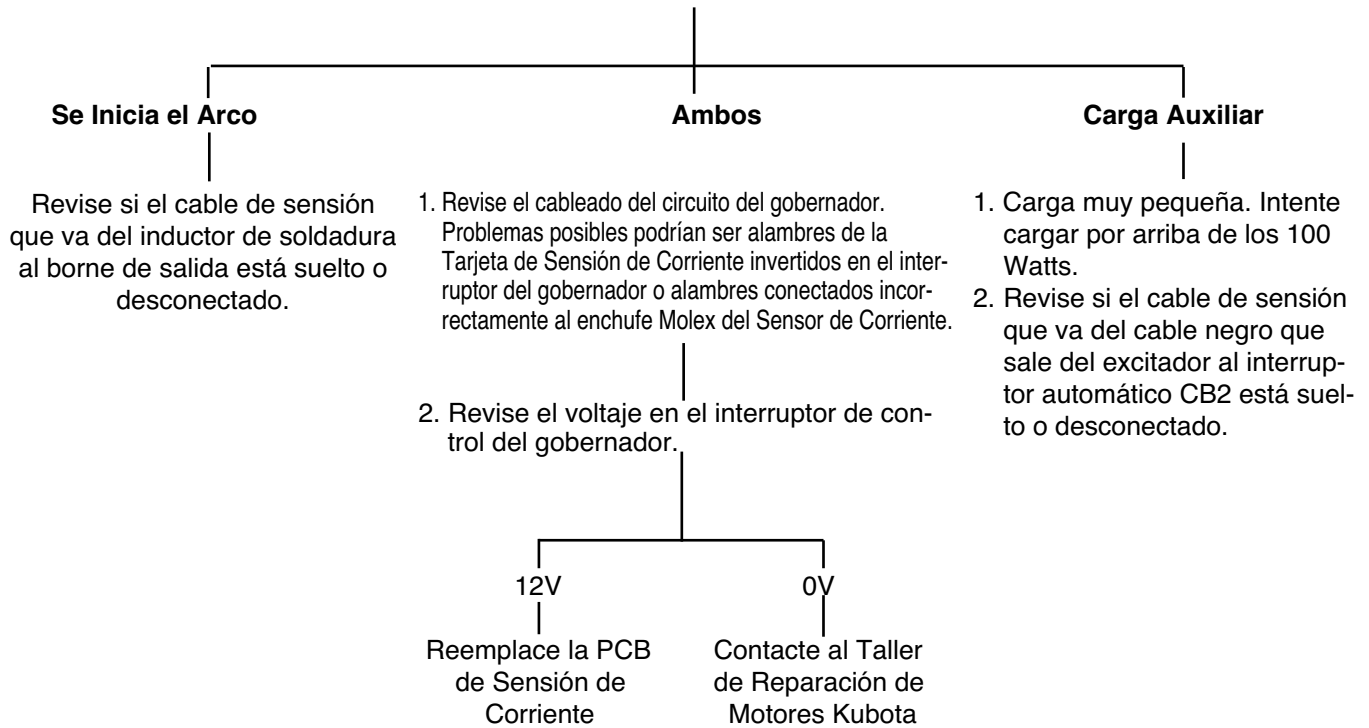 Se Inicia el Arco
Revise si el cable de sensión
que va del inductor de soldadura
al borne de salida está suelto o
desconectado.
Ambos
1. Revise el cableado del circuito del gobernador.
Problemas posibles podrían ser alambres de la
Tarjeta de Sensión de Corriente invertidos en el inter-
ruptor del gobernador o alambres conectados incor-
rectamente al enchufe Molex del Sensor de Corriente.
2. Revise el voltaje en el interruptor de con-
trol del gobernador.
12V
Reemplace la PCB
de Sensión de
Corriente
0V
Contacte al Taller
de Reparación de
Motores Kubota
Carga Auxiliar
1. Carga muy pequeña. Intente
cargar por arriba de los 100
Watts.
2. Revise si el cable de sensión
que va del cable negro que
sale del excitador al interrup-
tor automático CB2 está suel-
to o desconectado.